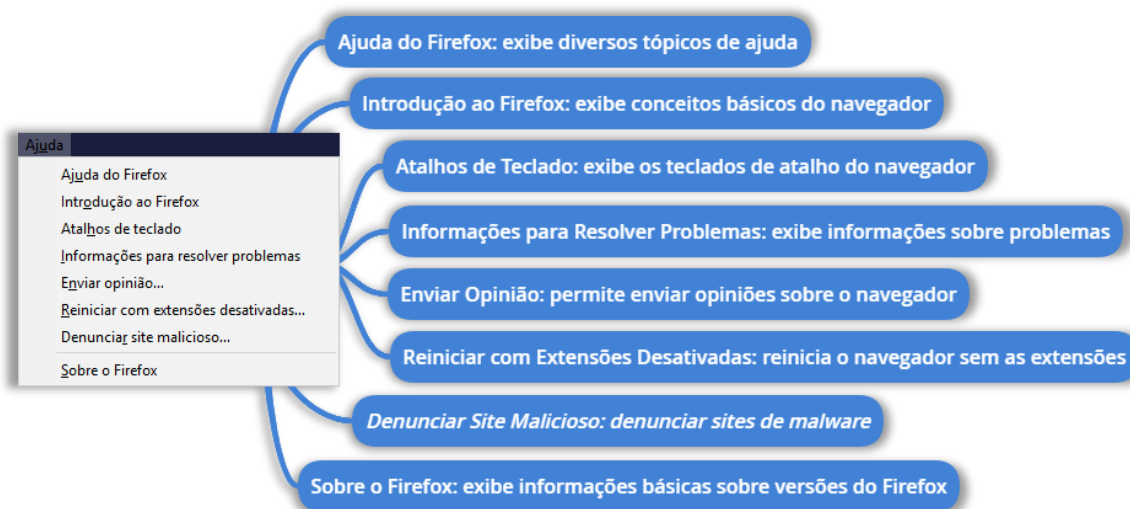 Ajuda do Firefox: exibe diversos tópicos de ajuda
Introdução ao Firefox: exibe conceitos básicos do navegador
Ajuda
Ajuda do Firefox
Introdução ao Firefox
Atalhos de teclado
Informações para resolver problemas
Enviar opinião...
Reiniciar com extensões desativadas...
Denunciar site malicioso...
Sobre o Firefox
Atalhos de Teclado: exibe os teclados de atalho do navegador
Informações para Resolver Problemas: exibe informações sobre problemas
Enviar Opinião: permite enviar opiniões sobre o navegador
Reiniciar com Extensões Desativadas: reinicia o navegador sem as extensões
Denunciar Site Malicioso: denunciar sites de malware
Sobre o Firefox: exibe informações básicas sobre versões do Firefox